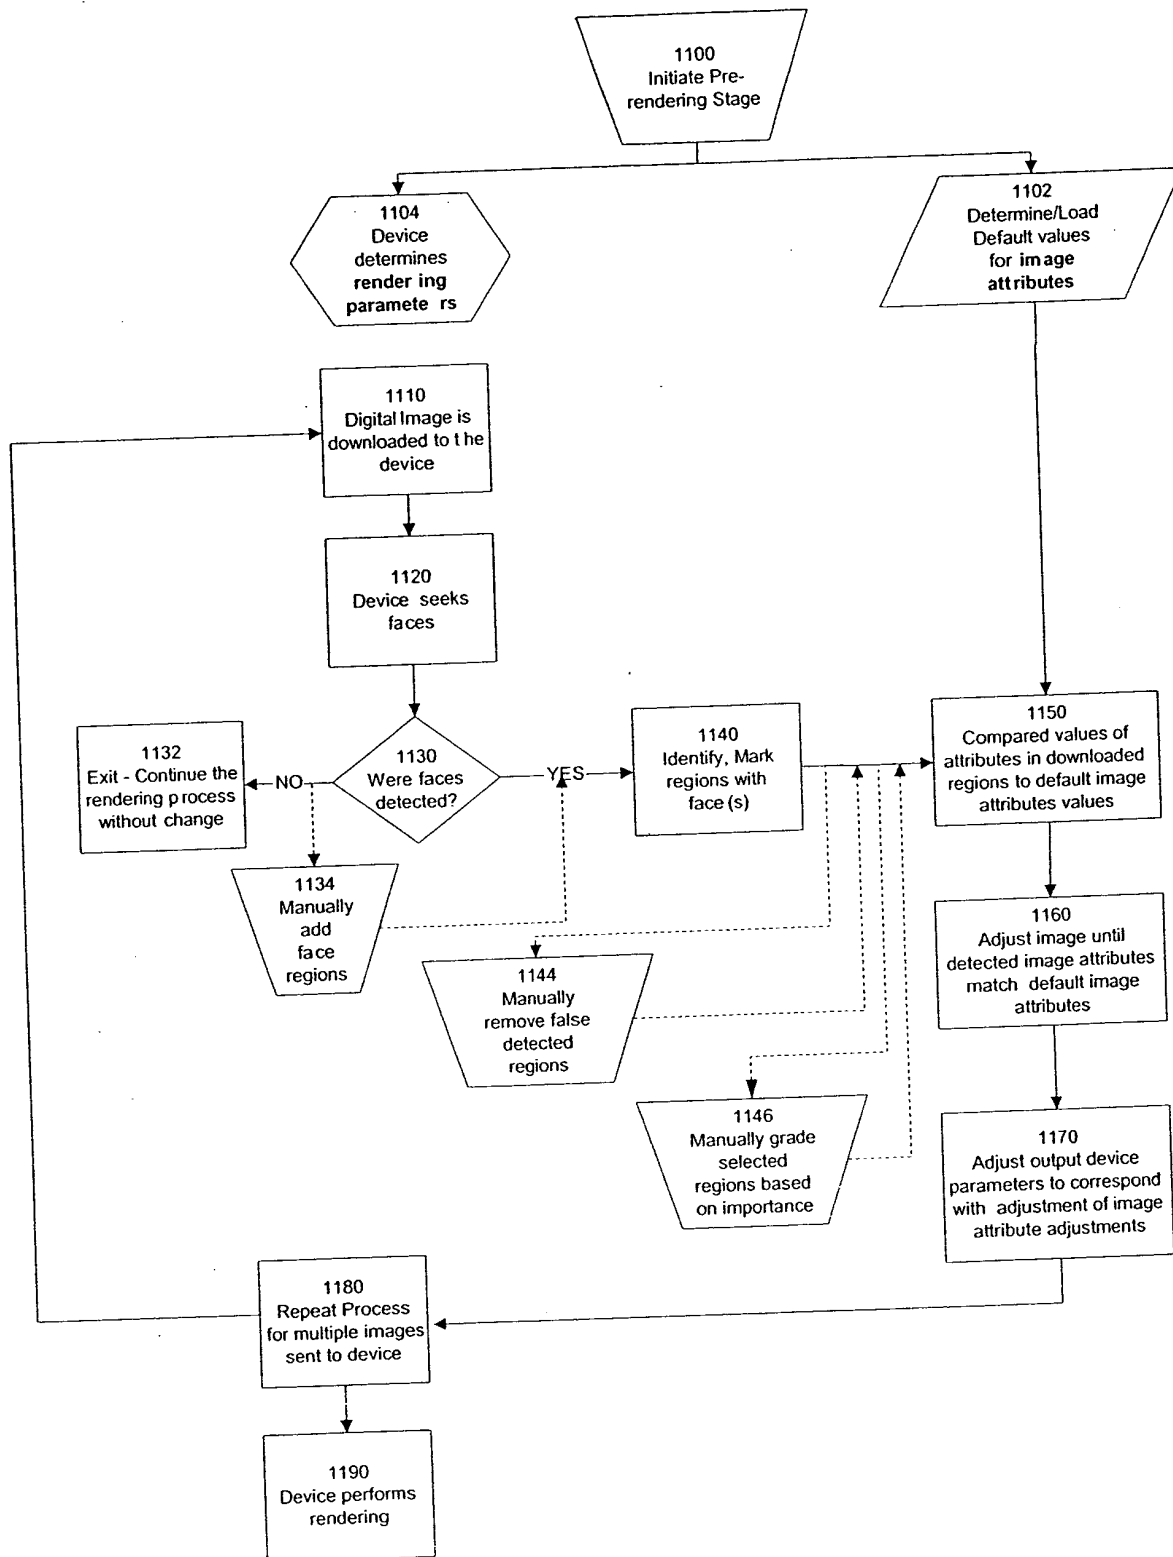 1100
Initiate Pre-
rendering Stage
1104
Device
determines
render ing
paramete rs
1102
Determine/Load
Default values
for image
attributes
1110
Digital Image is
downloaded to t he
device
1120
Device seeks
faces
1130
Were faces
detected?
NO
YES
1132
Exit - Continue the
rendering process
without change
1134
Manually
add
face
regions
1140
Identify, Mark
regions with
face(s)
1144
Manually
remove false
detected
regions
1146
Manually grade
selected
regions based
on importance
1150
Compared values of
attributes in downloaded
regions to default image
attributes values
1160
Adjust image until
detected image attributes
match default image
attributes
1170
Adjust output device
parameters to correspond
with adjustment of image
attribute adjustments
1180
Repeat Process
for multiple images
sent to device
1190
Device performs
rendering